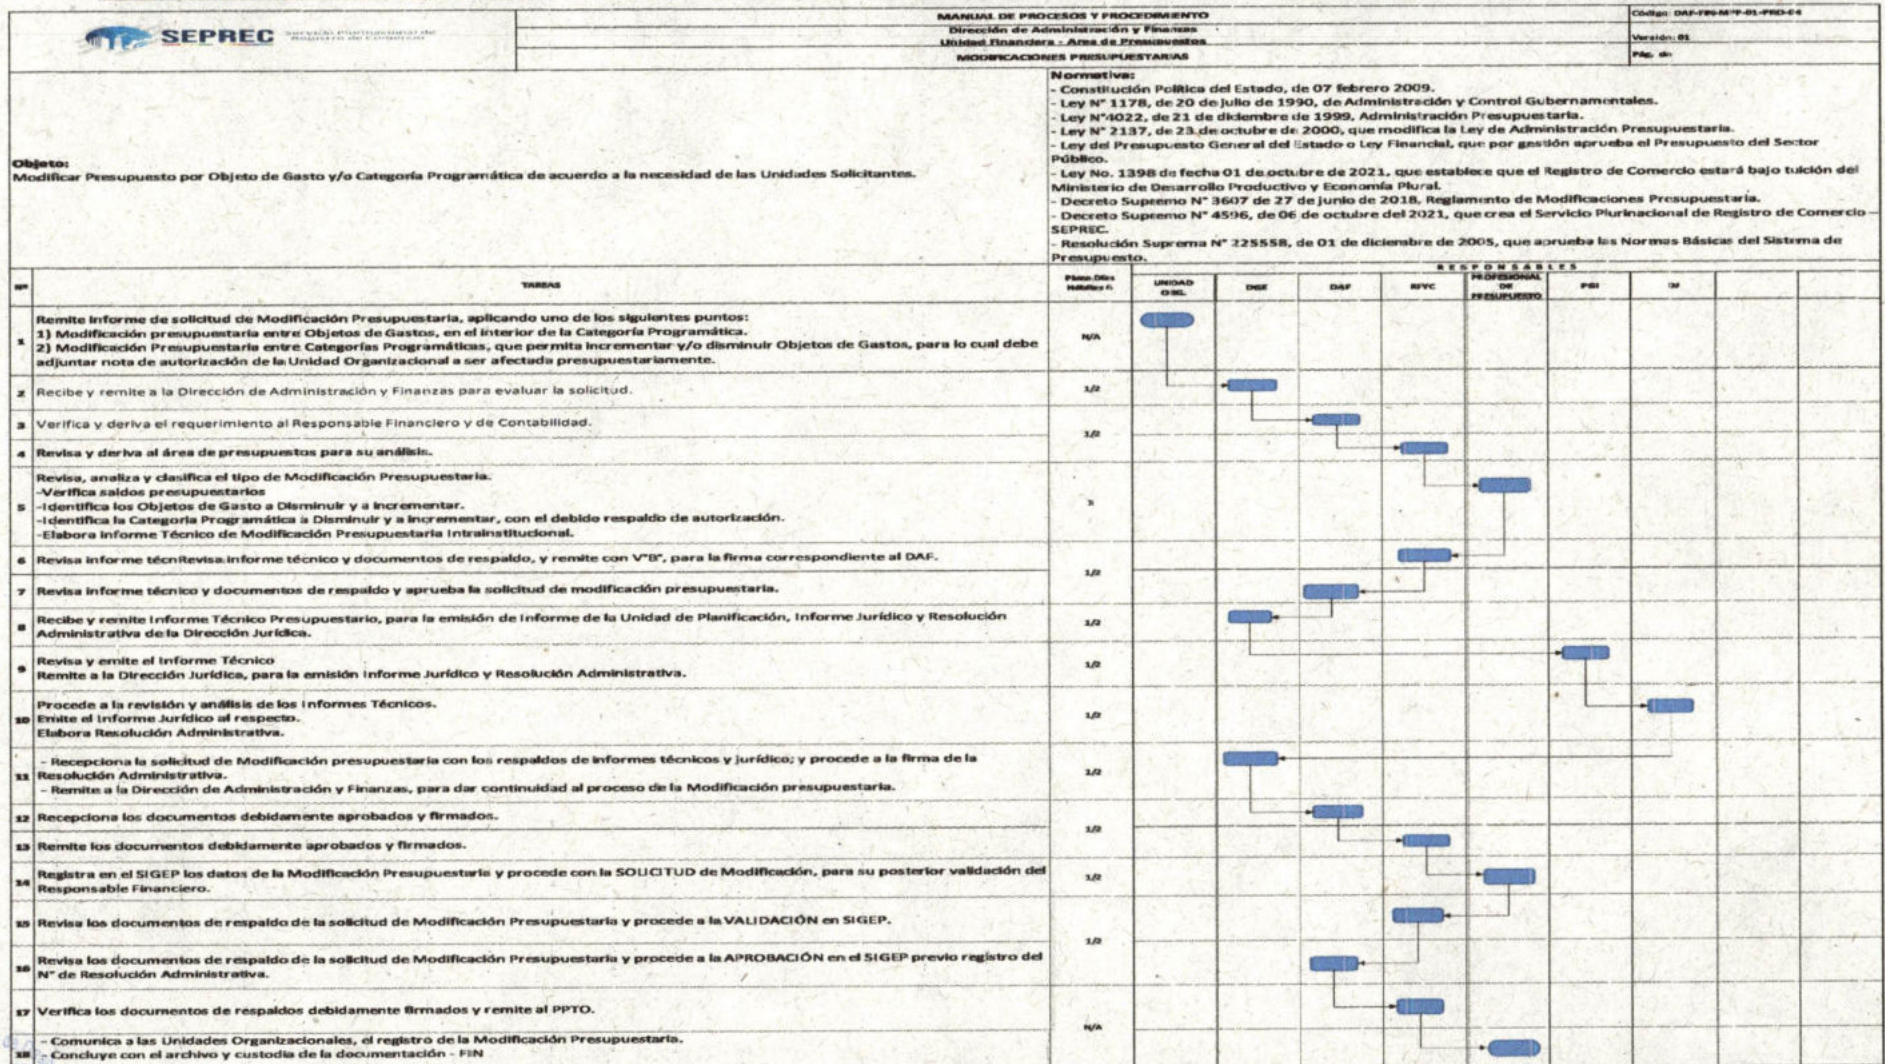 SEPREC Servicio Plurinacional de
Registro de Comercio
MANUAL DE PROCESOS Y PROCEDIMIENTO
Dirección de Administración y Finanzas
Unidad Financiera - Area de Presupuestos
MODIFICACIONES PRESUPUESTARIAS
Código:
Versión: 01
Pág. de
Objeto:
Modificar Presupuesto por Objeto de Gasto y/o Categoría Programática de acuerdo a la necesidad de las Unidades Solicitantes.
Normativa:
- Constitución Política del Estado, de 07 febrero 2009.
- Ley N° 1178, de 20 de julio de 1990, de Administración y Control Gubernamentales.
- Ley N°4022, de 21 de diciembre de 1999, Administración Presupuestaria.
- Ley N° 2137, de 23 de octubre de 2000, que modifica la Ley de Administración Presupuestaria.
- Ley del Presupuesto General del Estado o Ley Financial, que por gestión aprueba el Presupuesto del Sector
Público.
- Ley No. 1398 de fecha 01 de octubre de 2021, que establece que el Registro de Comercio estará bajo tuición del
Ministerio de Desarrollo Productivo y Economía Plural.
- Decreto Supremo N° 3607 de 27 de junio de 2018, Reglamento de Modificaciones Presupuestaria.
- Decreto Supremo N° 4596, de 06 de octubre del 2021, que crea el Servicio Plurinacional de Registro de Comercio –
SEPREC.
- Resolución Suprema N° 225558, de 01 de diciembre de 2005, que aprueba las Normas Básicas del Sistema de
Presupuesto.
N° TAREAS Plazo Días Hábiles RESPONSABLES
UNIDAD ORG. DGE DAF RFYC PROFESIONAL DE PRESUPUESTO
1 Remite informe de solicitud de Modificación Presupuestaria, aplicando uno de los siguientes puntos:
1) Modificación presupuestaria entre Objetos de Gastos, en el interior de la Categoría Programática.
2) Modificación Presupuestaria entre Categorías Programáticas, que permita incrementar y/o disminuir Objetos de Gastos, para lo cual debe
adjuntar nota de autorización de la Unidad Organizacional a ser afectada presupuestariamente.
N/A
2 Recibe y remite a la Dirección de Administración y Finanzas para evaluar la solicitud.
1/2
3 Verifica y deriva el requerimiento al Responsable Financiero y de Contabilidad.
1/2
4 Revisa y deriva al área de presupuestos para su análisis.
5 Revisa, analiza y clasifica el tipo de Modificación Presupuestaria.
-Verifica saldos presupuestarios
-Identifica los Objetos de Gasto a Disminuir y a Incrementar.
-Identifica la Categoría Programática a Disminuir y a Incrementar, con el debido respaldo de autorización.
-Elabora Informe Técnico de Modificación Presupuestaria Intrainstitucional.
6 Revisa informe técnRevisa informe técnico y documentos de respaldo, y remite con V°B°, para la firma correspondiente al DAF.
1/2
7 Revisa informe técnico y documentos de respaldo y aprueba la solicitud de modificación presupuestaria.
8 Recibe y remite Informe Técnico Presupuestario, para la emisión de Informe de la Unidad de Planificación, Informe Jurídico y Resolución
Administrativa de la Dirección Jurídica.
1/2
9 Revisa y emite el Informe Técnico
Remite a la Dirección Jurídica, para la emisión Informe Jurídico y Resolución Administrativa.
1/2
Procede a la revisión y análisis de los Informes Técnicos.
10 Emite el Informe Jurídico al respecto.
Elabora Resolución Administrativa.
1/2
- Recepciona la solicitud de Modificación presupuestaria con los respaldos de informes técnicos y jurídico; y procede a la firma de la
11 Resolución Administrativa.
- Remite a la Dirección de Administración y Finanzas, para dar continuidad al proceso de la Modificación presupuestaria.
1/2
12 Recepciona los documentos debidamente aprobados y firmados.
1/2
13 Remite los documentos debidamente aprobados y firmados.
14 Registra en el SIGEP los datos de la Modificación Presupuestaria y procede con la SOLICITUD de Modificación, para su posterior validación del
Responsable Financiero.
1/2
15 Revisa los documentos de respaldo de la solicitud de Modificación Presupuestaria y procede a la VALIDACIÓN en SIGEP.
1/2
16 Revisa los documentos de respaldo de la solicitud de Modificación Presupuestaria y procede a la APROBACIÓN en el SIGEP previo registro del
N° de Resolución Administrativa.
17 Verifica los documentos de respaldos debidamente firmados y remite al PPTO.
N/A
- Comunica a las Unidades Organizacionales, el registro de la Modificación Presupuestaria.
18 - Concluye con el archivo y custodia de la documentación - FIN